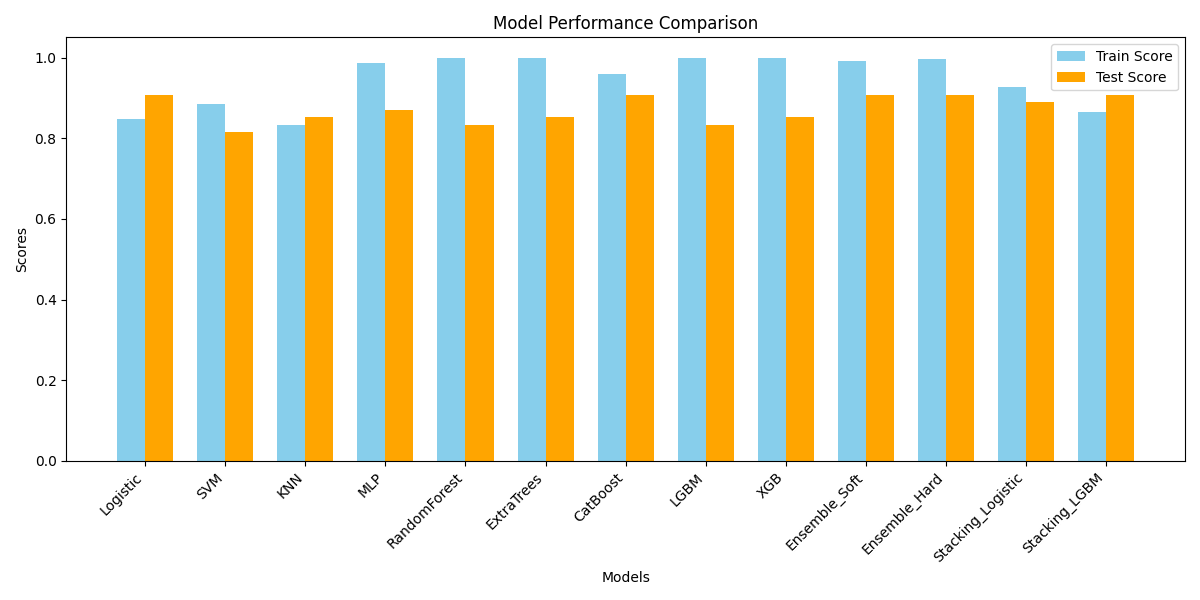 Model Performance Comparison
Train Score
Test Score
Scores
1.0
0.8
0.6
0.4
0.2
0.0
Logistic
SVM
KNN
MLP
RandomForest
ExtraTrees
CatBoost
LGBM
XGB
Ensemble_Soft
Ensemble_Hard
Stacking_Logistic
Stacking_LGBM
Models